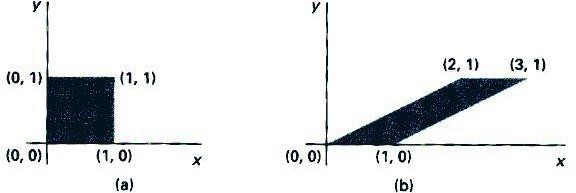 y
(0, 1) (1, 1)
(0, 0) (1, 0) x
(a)
y
(2, 1) (3, 1)
(0, 0) (1, 0) x
(b)